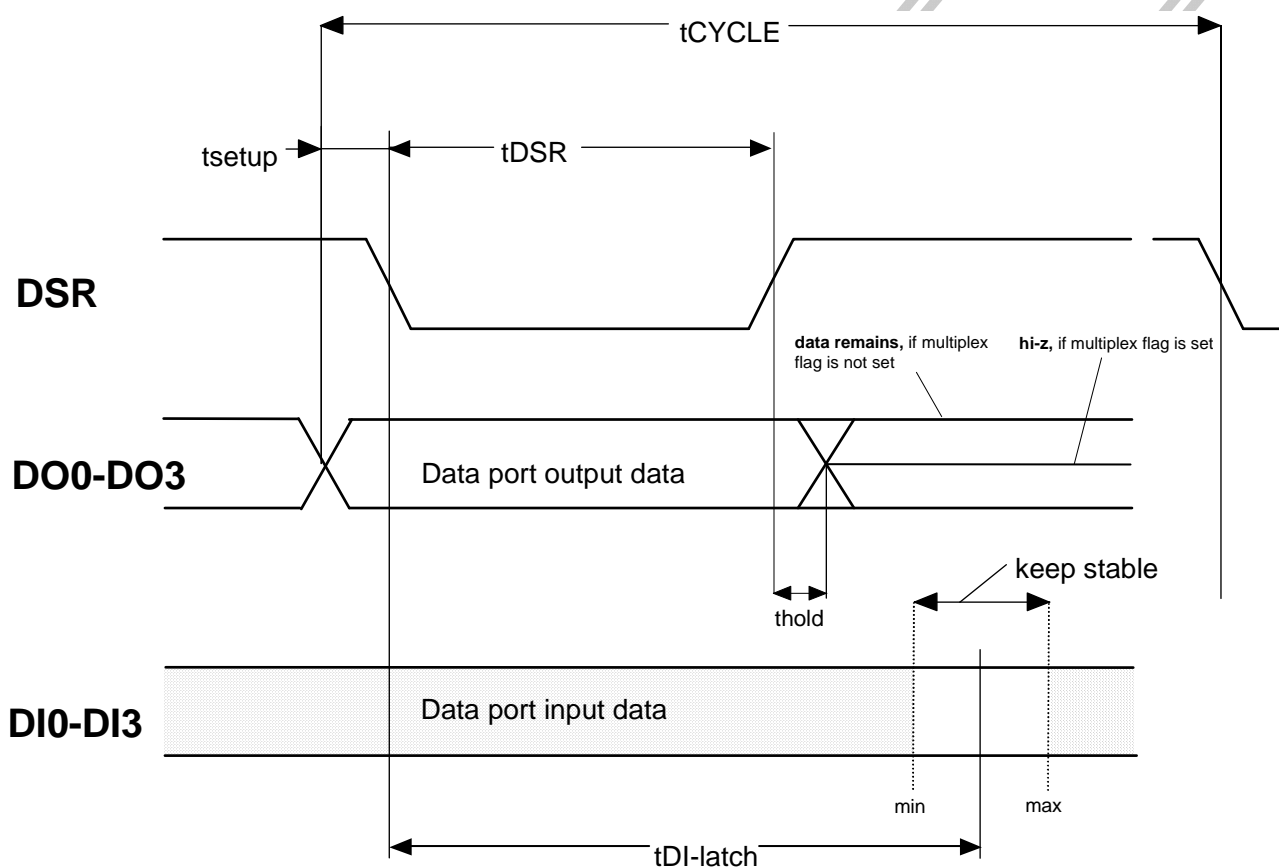 tCYCLE
tsetup
tDSR
DSR
data remains, if multiplex
flag is not set
hi-z, if multiplex flag is set
DO0-DO3
Data port output data
keep stable
thold
DI0-DI3
Data port input data
min
max
tDI-latch